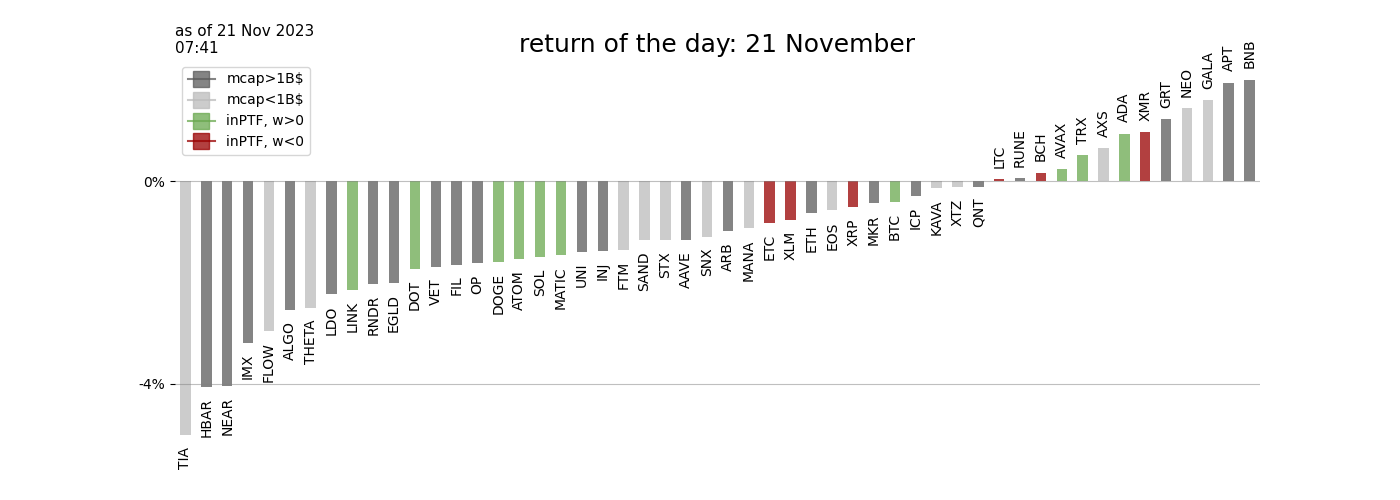 as of 21 Nov 2023
07:41
return of the day: 21 November
mcap>1B$
mcap<1B$
inPTF, w>0
inPTF, w<0
0%
-4%
TIA
HBAR
NEAR
IMX
FLOW
ALGO
THETA
LDO
LINK
RNDR
EGLD
DOT
VET
FIL
OP
DOGE
ATOM
SOL
MATIC
UNI
INJ
FTM
SAND
STX
AAVE
SNX
ARB
MANA
ETC
XLM
ETH
EOS
XRP
MKR
BTC
ICP
KAVA
XTZ
QNT
LTC
RUNE
BCH
AVAX
TRX
AXS
ADA
XMR
GRT
NEO
GALA
APT
BNB